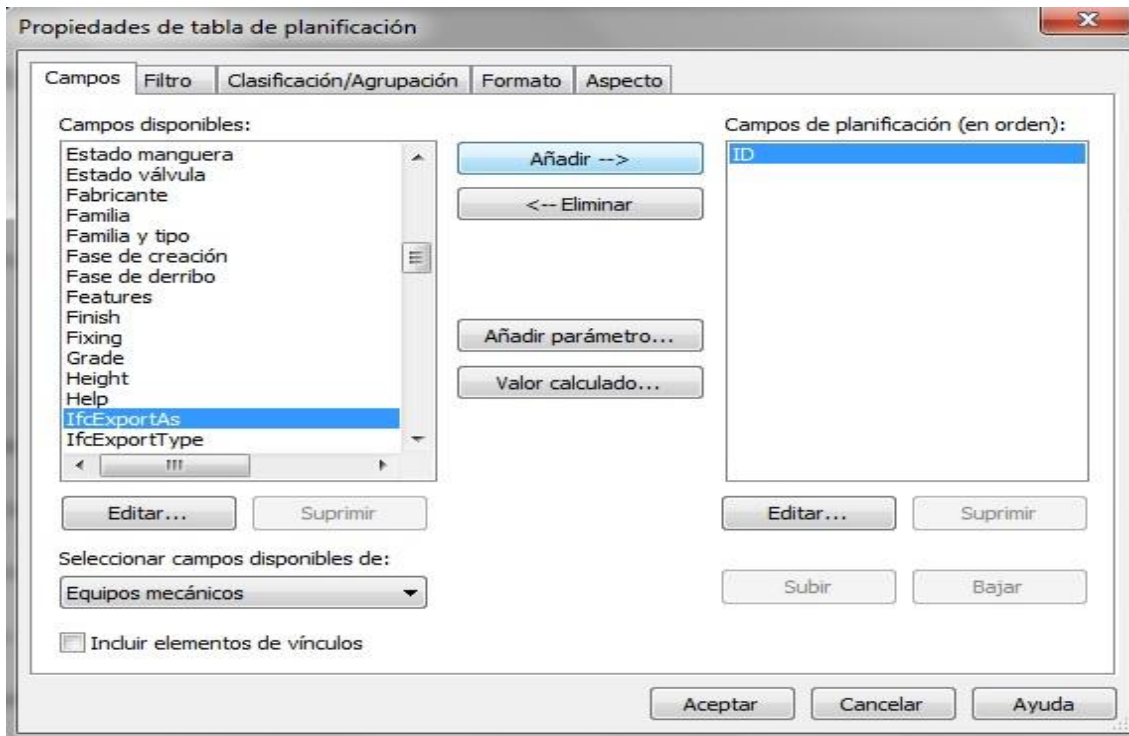 Propiedades de tabla de planificación
Campos
Filtro
Clasificación/Agrupación
Formato
Aspecto
Campos disponibles:
Estado manguera
Estado válvula
Fabricante
Familia
Familia y tipo
Fase de creación
Fase de derribo
Features
Finish
Fixing
Grade
Height
Help
IfcExportAs
IfcExportType
Editar...
Suprimir
Seleccionar campos disponibles de:
Equipos mecánicos
Incluir elementos de vínculos
Añadir -->
<-- Eliminar
Añadir parámetro...
Valor calculado...
Campos de planificación (en orden):
ID
Editar...
Suprimir
Subir
Bajar
Aceptar
Cancelar
Ayuda